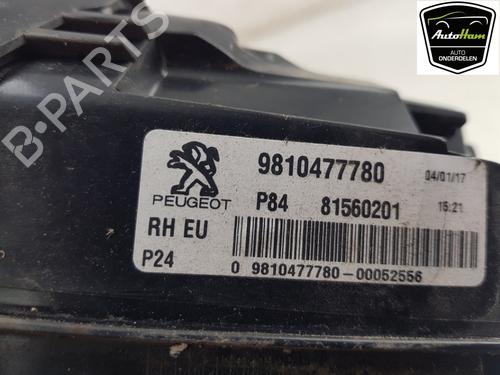 AutoHam
AUTO
ONDERDELEN
B-PARTS
PEUGEOT
9810477780
04/01/17
P84
81560201
15:21
RH EU
P24
0 9810477780-00052556